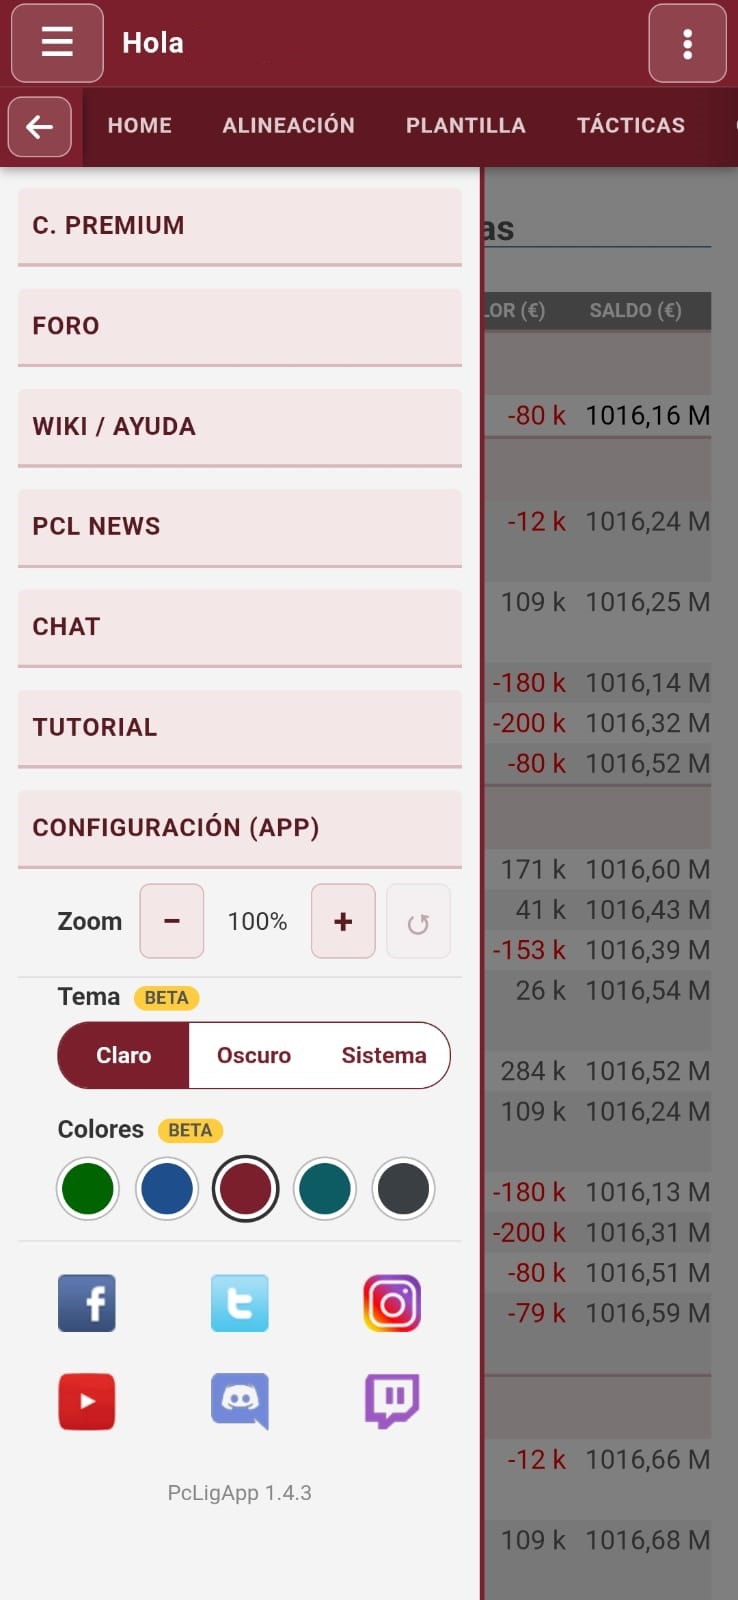 Hola
HOME ALINEACIÓN PLANTILLA TÁCTICAS
C. PREMIUM
FORO
WIKI / AYUDA
PCL NEWS
CHAT
TUTORIAL
CONFIGURACIÓN (APP)
Zoom − 100% +
Tema BETA
Claro Oscuro Sistema
Colores BETA
PcLigApp 1.4.3
as
LOR (€) SALDO (€)
-80 k 1016,16 M
-12 k 1016,24 M
109 k 1016,25 M
-180 k 1016,14 M
-200 k 1016,32 M
-80 k 1016,52 M
171 k 1016,60 M
41 k 1016,43 M
-153 k 1016,39 M
26 k 1016,54 M
284 k 1016,52 M
109 k 1016,24 M
-180 k 1016,13 M
-200 k 1016,31 M
-80 k 1016,51 M
-79 k 1016,59 M
-12 k 1016,66 M
109 k 1016,68 M